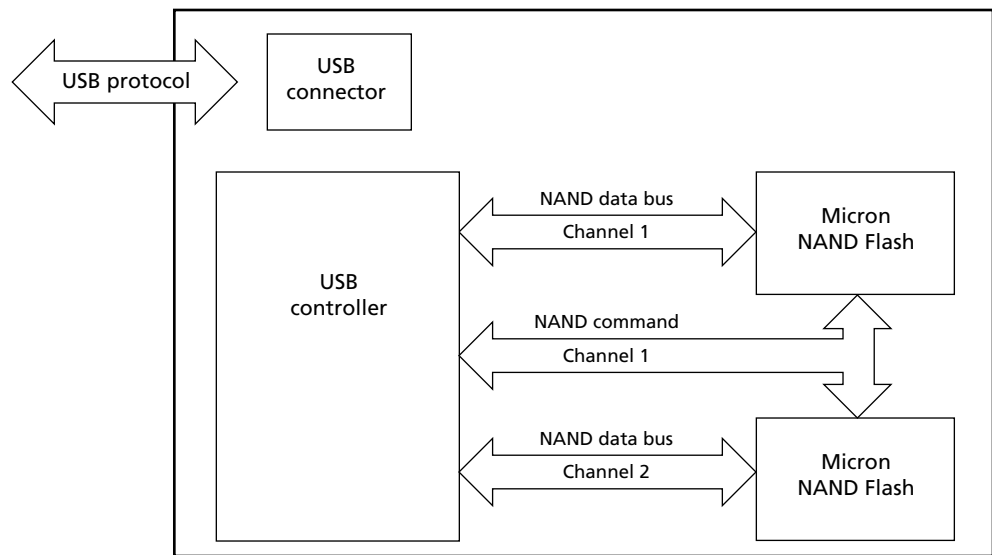 USB protocol
USB
connector
USB
controller
NAND data bus
Channel 1
Micron
NAND Flash
NAND command
Channel 1
NAND data bus
Channel 2
Micron
NAND Flash